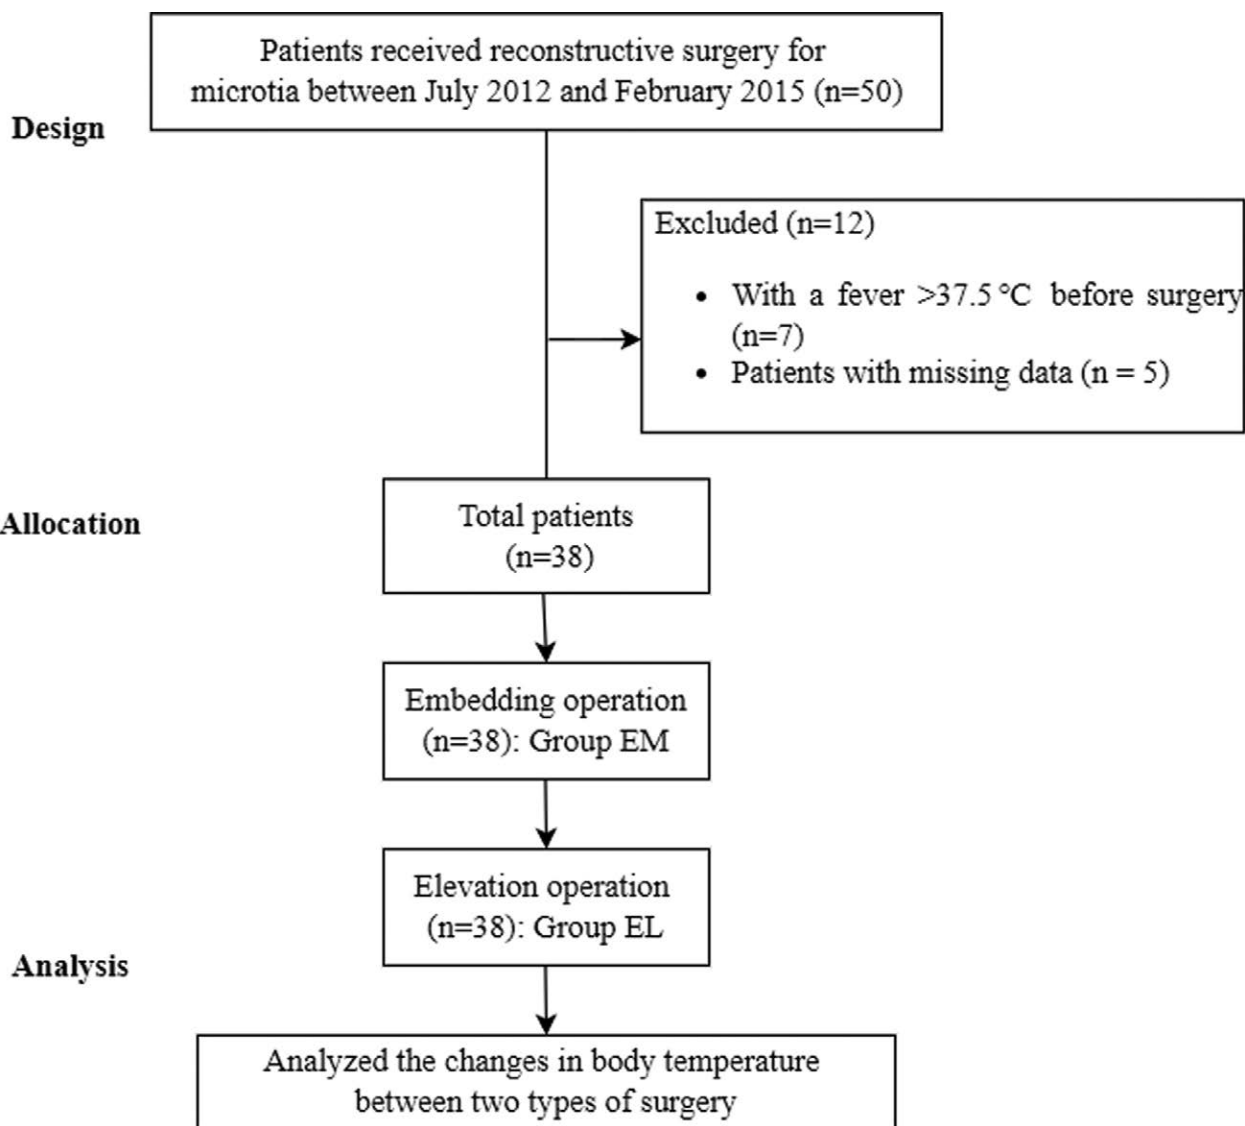 Patients received reconstructive surgery for
microtia between July 2012 and February 2015 (n=50)
Design
Excluded (n=12)
• With a fever >37.5 °C before surgery
(n=7)
• Patients with missing data (n = 5)
Allocation
Total patients
(n=38)
Embedding operation
(n=38): Group EM
Elevation operation
(n=38): Group EL
Analysis
Analyzed the changes in body temperature
between two types of surgery